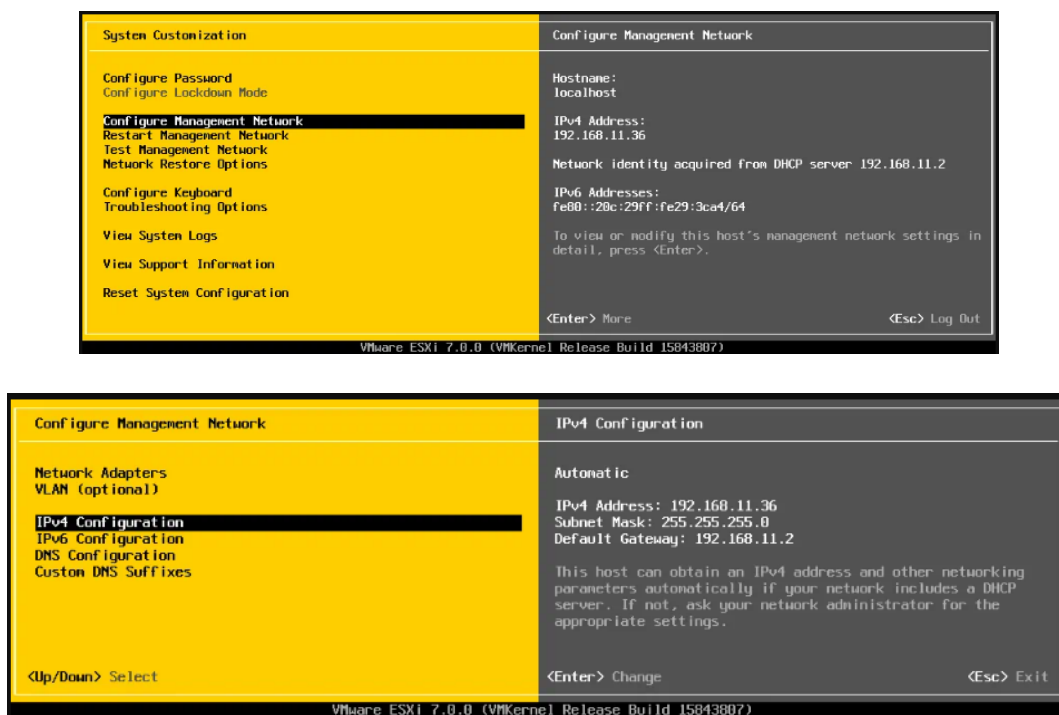 System Customization
Configure Management Network
Configure Password
Configure Lockdown Mode
Configure Management Network
Restart Management Network
Test Management Network
Network Restore Options
Configure Keyboard
Troubleshooting Options
View System Logs
View Support Information
Reset System Configuration
Hostname:
localhost
IPv4 Address:
192.168.11.36
Network identity acquired from DHCP server 192.168.11.2
IPv6 Addresses:
fe80::20c:29ff:fe29:3ca4/64
To view or modify this host's management network settings in
detail, press <Enter>.
<Enter> More
<Esc> Log Out
VMware ESXi 7.0.0 (VMKernel Release Build 15843807)
Configure Management Network
IPv4 Configuration
Network Adapters
VLAN (optional)
IPv4 Configuration
IPv6 Configuration
DNS Configuration
Custom DNS Suffixes
Automatic
IPv4 Address: 192.168.11.36
Subnet Mask: 255.255.255.0
Default Gateway: 192.168.11.2
This host can obtain an IPv4 address and other networking
parameters automatically if your network includes a DHCP
server. If not, ask your network administrator for the
appropriate settings.
<Up/Down> Select
<Enter> Change
<Esc> Exit
VMware ESXi 7.0.0 (VMKernel Release Build 15843807)